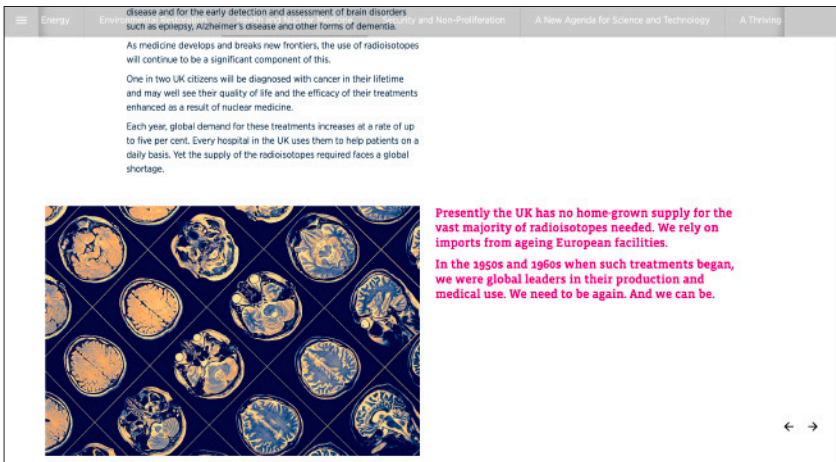 disease and for the early detection and assessment of brain disorders
Energy Environmental Restoration Health and Nuclear Medicine Security and Non-Proliferation A New Agenda for Science and Technology A Thriving
such as epilepsy, Alzheimer's disease and other forms of dementia.
As medicine develops and breaks new frontiers, the use of radioisotopes
will continue to be a significant component of this.
One in two UK citizens will be diagnosed with cancer in their lifetime
and may well see their quality of life and the efficacy of their treatments
enhanced as a result of nuclear medicine.
Each year, global demand for these treatments increases at a rate of up
to five per cent. Every hospital in the UK uses them to help patients on a
daily basis. Yet the supply of the radioisotopes required faces a global
shortage.
Presently the UK has no home-grown supply for the
vast majority of radioisotopes needed. We rely on
imports from ageing European facilities.
In the 1950s and 1960s when such treatments began,
we were global leaders in their production and
medical use. We need to be again. And we can be.